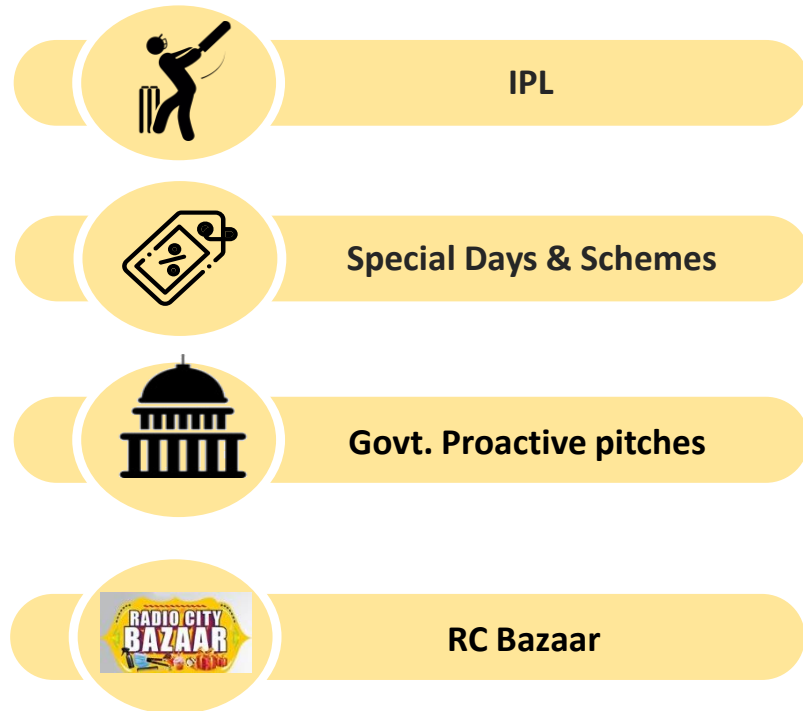 IPL
Special Days & Schemes
Govt. Proactive pitches
RADIO CITY
BAZAAR
RC Bazaar